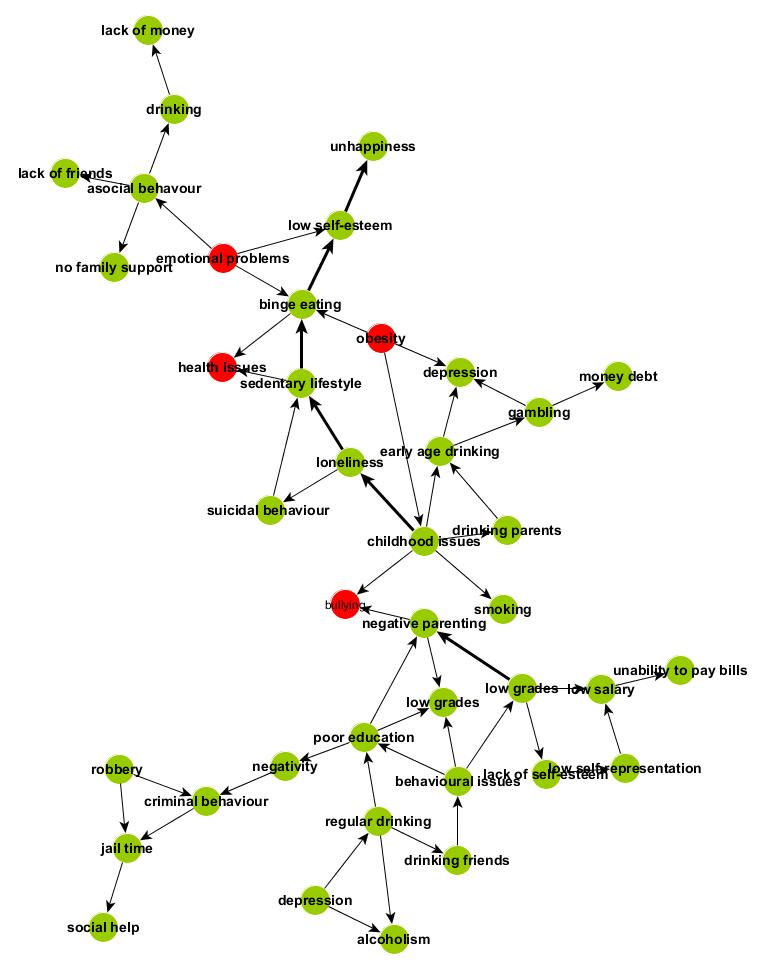 lack of money
drinking
unhappiness
lack of friends
asocial behavour
low self-esteem
emotional problems
no family support
binge eating
obesity
health issues
depression
money debt
sedentary lifestyle
gambling
early age drinking
loneliness
suicidal behaviour
drinking parents
childhood issues
bullying
smoking
negative parenting
unability to pay bills
low grades
low salary
low grades
poor education
negativity
robbery
low self-representation
lack of self-esteem
behavioural issues
criminal behaviour
regular drinking
jail time
drinking friends
depression
social help
alcoholism